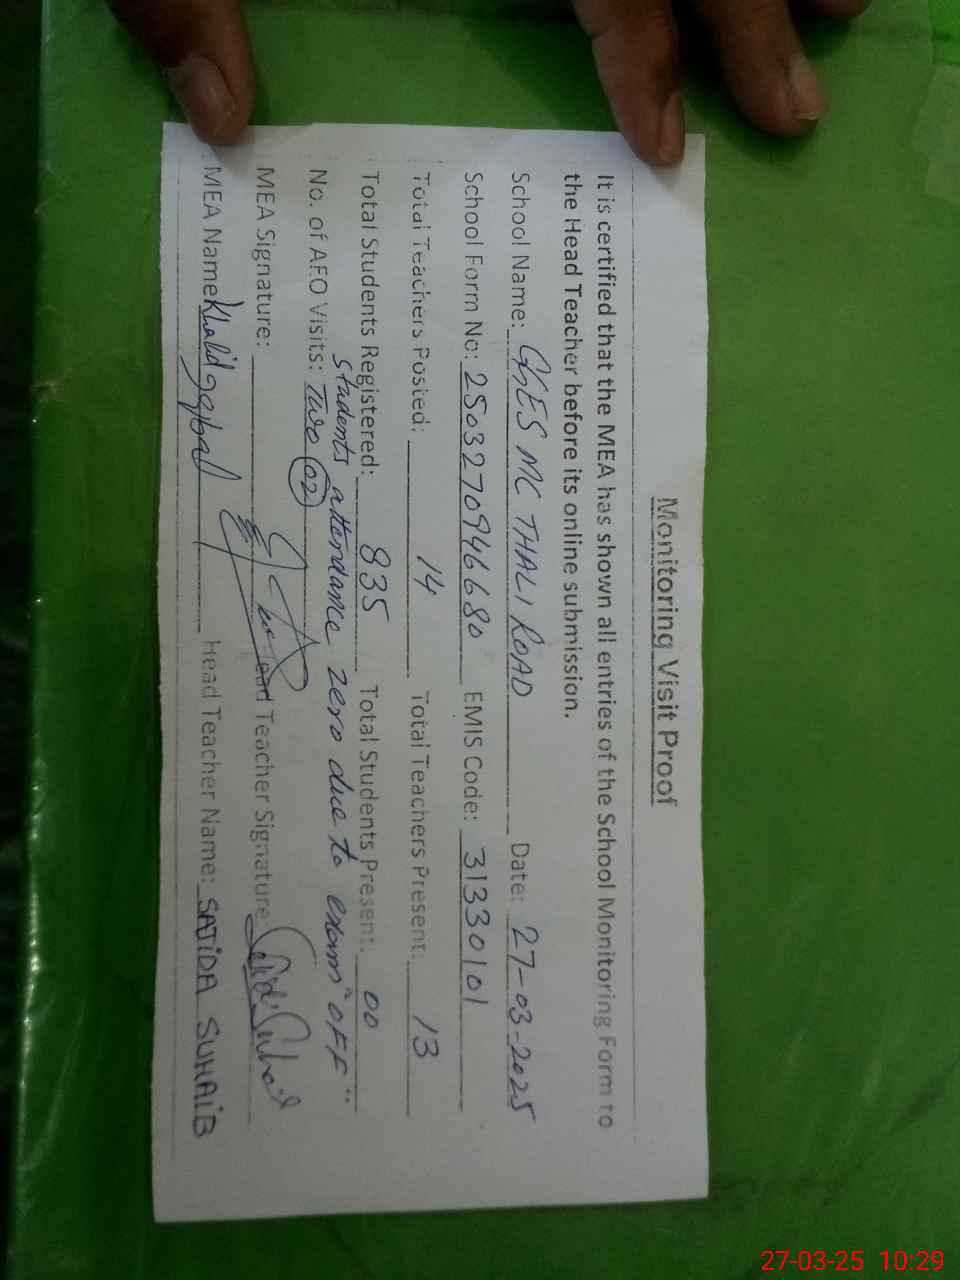 Monitoring Visit Proof
It is certified that the MEA has shown all entries of the School Monitoring Form to
the Head Teacher before its online submission.
School Name: GGES MC THALI ROAD Date: 27-03-2025
School Form No: 2503270946680 EMIS Code: 31330101
Total Teachers Posted: 14 Total Teachers Present: 13
Total Students Registered: 835 Total Students Present: 00
Students attendance zero due to exam "OFF"
No. of AEO Visits: Two 02
MEA Signature: Head Teacher Signature:
MEA Name: Khalid Iqbal Head Teacher Name: SAJIDA SUHAIB
27-03-25 10:29